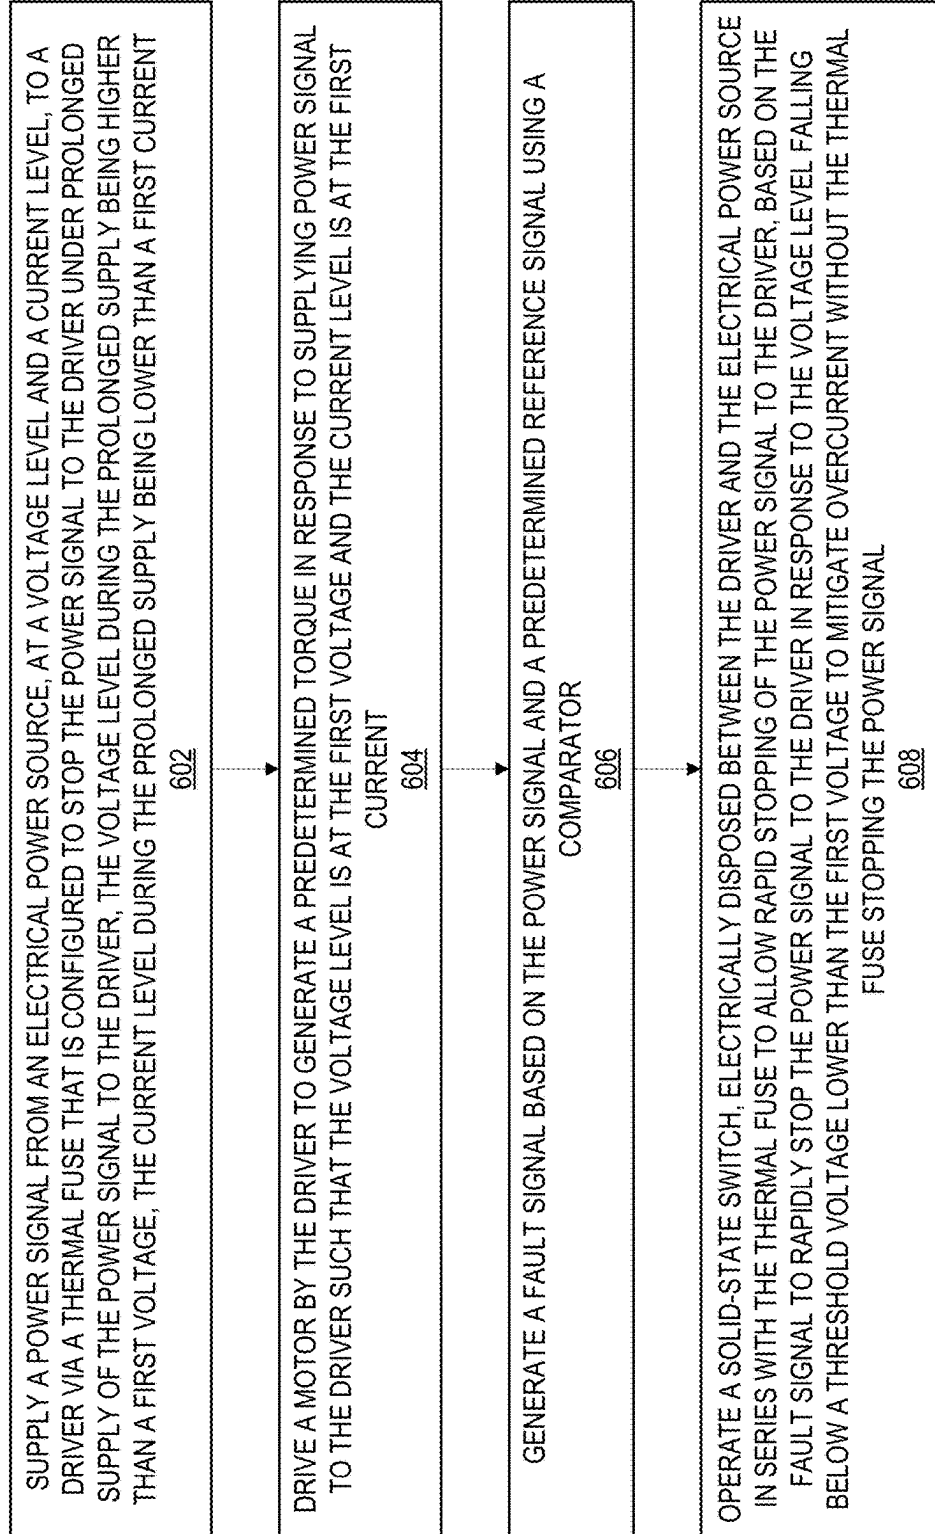 SUPPLY A POWER SIGNAL FROM AN ELECTRICAL POWER SOURCE, AT A VOLTAGE LEVEL AND A CURRENT LEVEL, TO A
DRIVER VIA A THERMAL FUSE THAT IS CONFIGURED TO STOP THE POWER SIGNAL TO THE DRIVER UNDER PROLONGED
SUPPLY OF THE POWER SIGNAL TO THE DRIVER, THE VOLTAGE LEVEL DURING THE PROLONGED SUPPLY BEING HIGHER
THAN A FIRST VOLTAGE, THE CURRENT LEVEL DURING THE PROLONGED SUPPLY BEING LOWER THAN A FIRST CURRENT
602
DRIVE A MOTOR BY THE DRIVER TO GENERATE A PREDETERMINED TORQUE IN RESPONSE TO SUPPLYING POWER SIGNAL
TO THE DRIVER SUCH THAT THE VOLTAGE LEVEL IS AT THE FIRST VOLTAGE AND THE CURRENT LEVEL IS AT THE FIRST
CURRENT
604
GENERATE A FAULT SIGNAL BASED ON THE POWER SIGNAL AND A PREDETERMINED REFERENCE SIGNAL USING A
COMPARATOR
606
OPERATE A SOLID-STATE SWITCH, ELECTRICALLY DISPOSED BETWEEN THE DRIVER AND THE ELECTRICAL POWER SOURCE
IN SERIES WITH THE THERMAL FUSE TO ALLOW RAPID STOPPING OF THE POWER SIGNAL TO THE DRIVER, BASED ON THE
FAULT SIGNAL TO RAPIDLY STOP THE POWER SIGNAL TO THE DRIVER IN RESPONSE TO THE VOLTAGE LEVEL FALLING
BELOW A THRESHOLD VOLTAGE LOWER THAN THE FIRST VOLTAGE TO MITIGATE OVERCURRENT WITHOUT THE THERMAL
FUSE STOPPING THE POWER SIGNAL
608